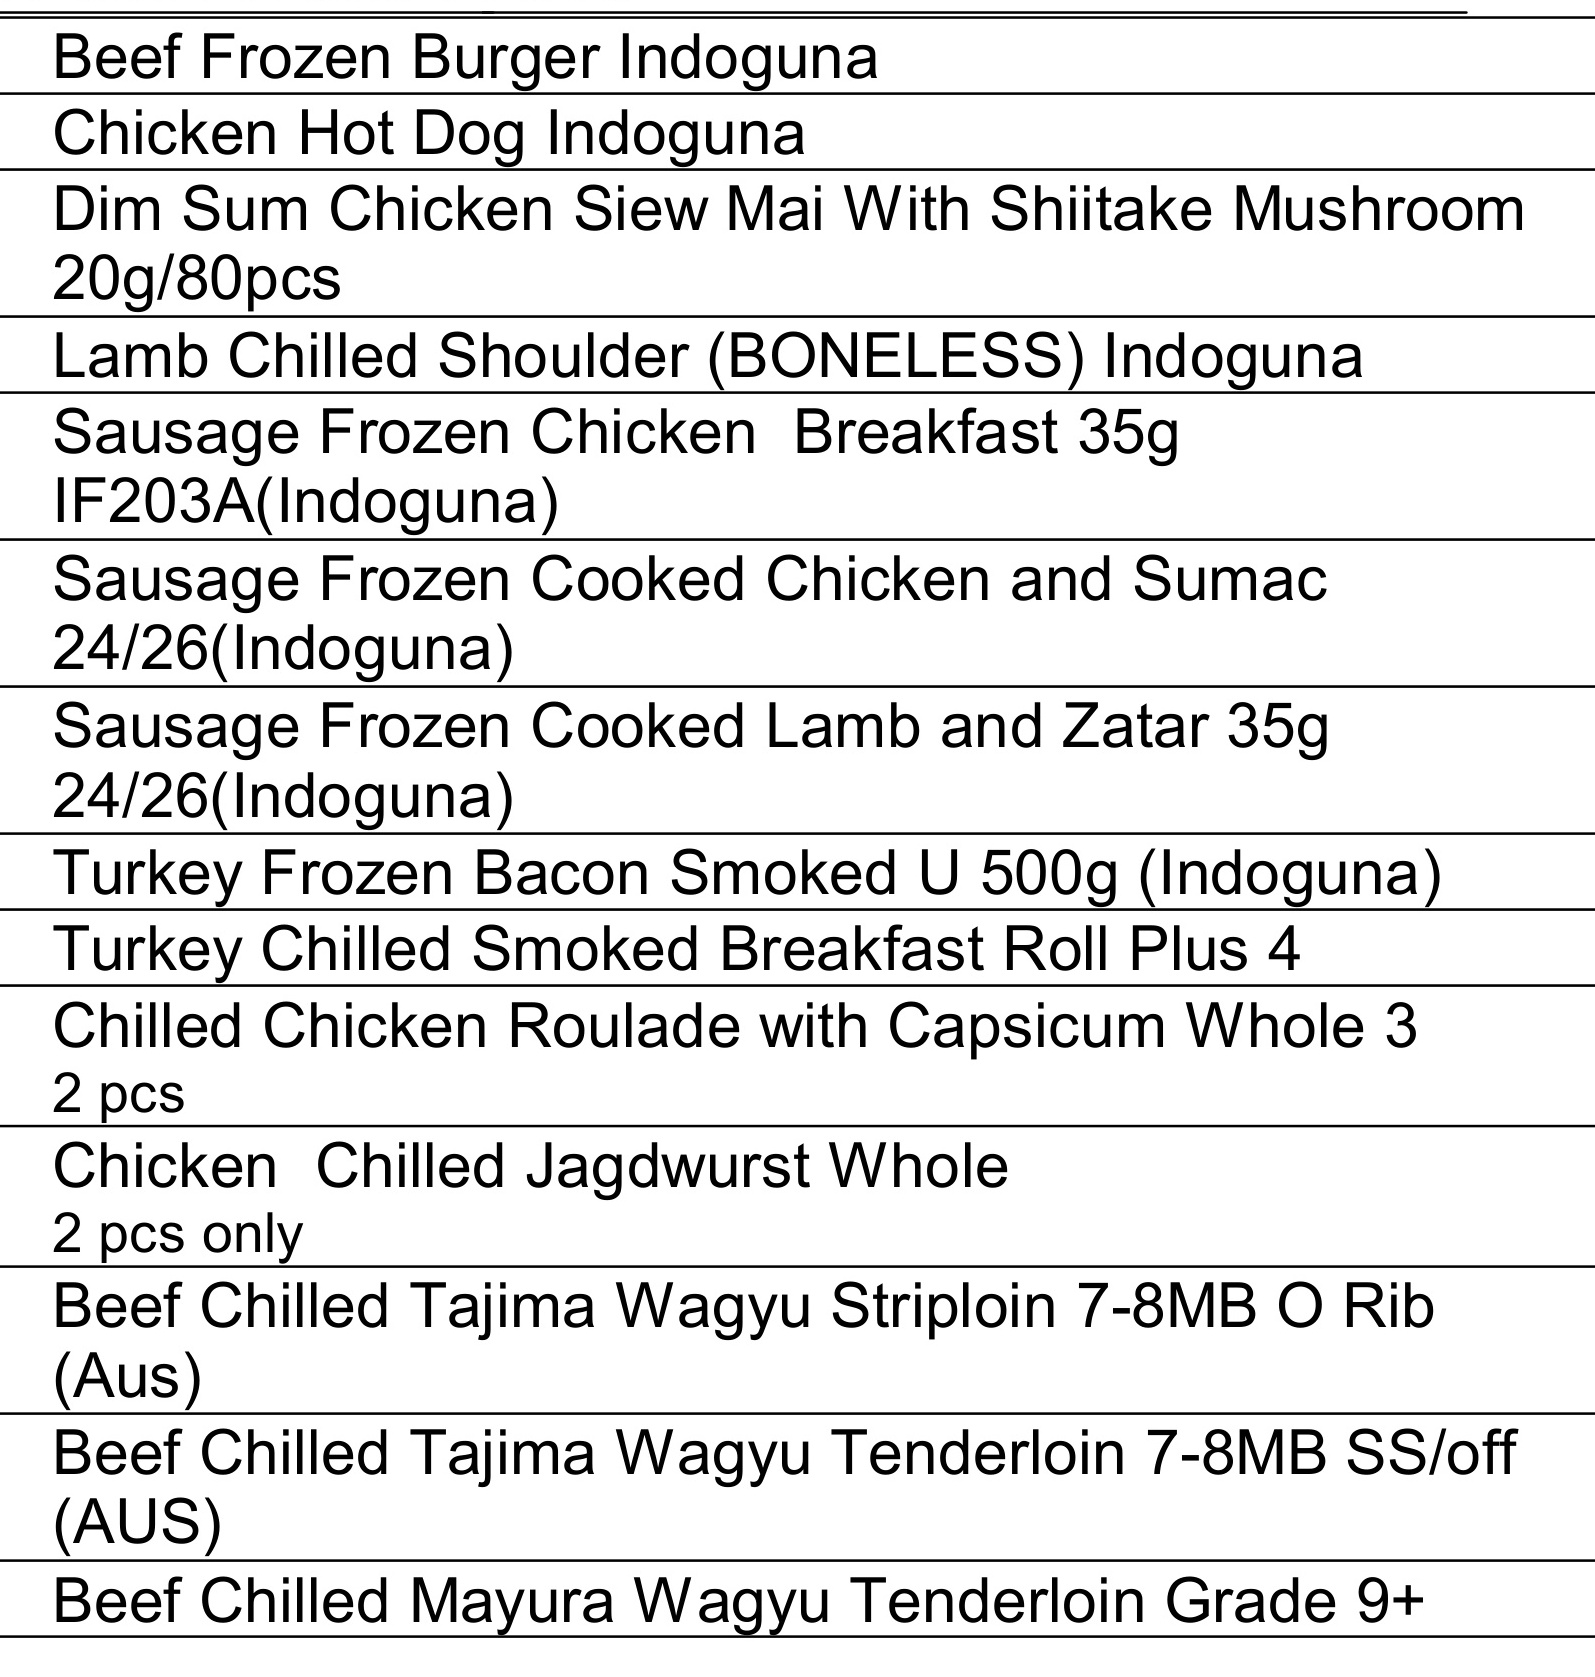 Beef Frozen Burger Indoguna
Chicken Hot Dog Indoguna
Dim Sum Chicken Siew Mai With Shiitake Mushroom
20g/80pcs
Lamb Chilled Shoulder (BONELESS) Indoguna
Sausage Frozen Chicken  Breakfast 35g
IF203A(Indoguna)
Sausage Frozen Cooked Chicken and Sumac
24/26(Indoguna)
Sausage Frozen Cooked Lamb and Zatar 35g
24/26(Indoguna)
Turkey Frozen Bacon Smoked U 500g (Indoguna)
Turkey Chilled Smoked Breakfast Roll Plus 4
Chilled Chicken Roulade with Capsicum Whole 3
2 pcs
Chicken  Chilled Jagdwurst Whole
2 pcs only
Beef Chilled Tajima Wagyu Striploin 7-8MB O Rib
(Aus)
Beef Chilled Tajima Wagyu Tenderloin 7-8MB SS/off
(AUS)
Beef Chilled Mayura Wagyu Tenderloin Grade 9+